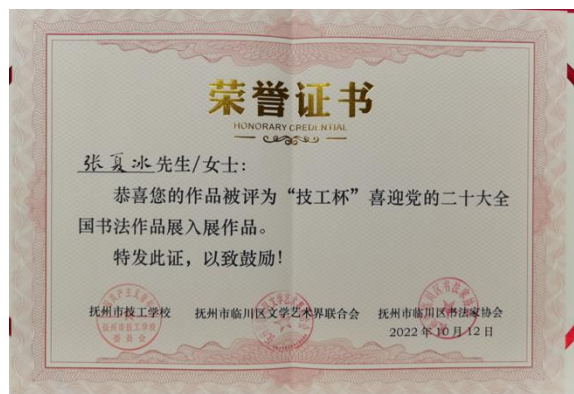 荣誉证书
HONORARY CREDENTIAL
张夏冰先生/女士：
恭喜您的作品被评为“技工杯”喜迎党的二十大全
国书法作品展入展作品。
特发此证，以致鼓励！
抚州市技工学校 抚州市临川区文学艺术界联合会 抚州市临川区书法家协会
2022年10月12日